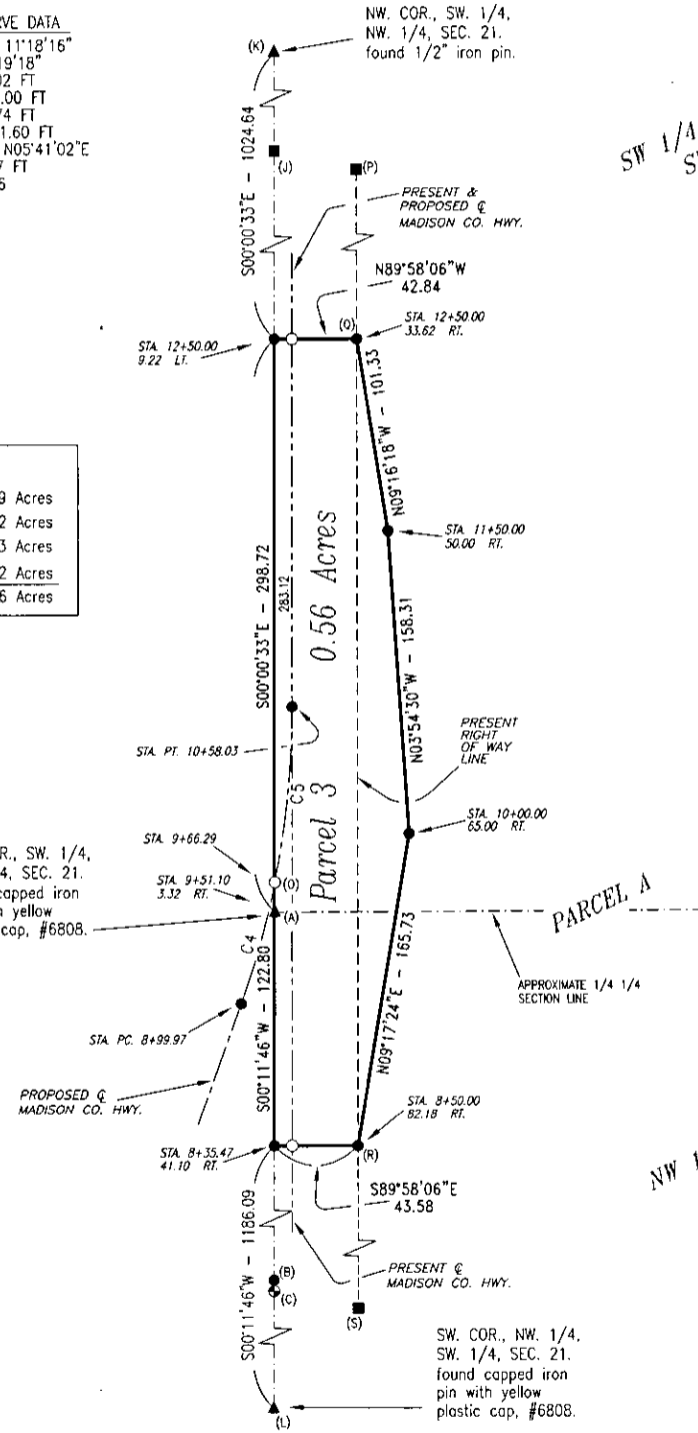 RVE DATA
11°18'16"
19'18"
02 FT
.00 FT
74 FT
1.60 FT
N05°41'02"E
7 FT
NW. COR., SW. 1/4,
NW. 1/4, SEC. 21.
found 1/2" iron pin.
(K)
S00°00'33"E - 1024.64
(J)
(P)
SW 1/4
PRESENT &
PROPOSED ℄
MADISON CO. HWY.
N89°58'06"W
42.84
(Q)
STA. 12+50.00
33.62 RT.
STA. 12+50.00
9.22 LT.
N09°16'18"W - 101.33
9 Acres
2 Acres
3 Acres
2 Acres
6 Acres
STA. 11+50.00
50.00 RT.
S00°00'33"E - 298.72
283.12
Parcel 3 0.56 Acres
N03°54'30"W - 158.31
STA. PT. 10+58.03
C5
PRESENT
RIGHT
OF WAY
LINE
STA. 10+00.00
65.00 RT.
STA. 9+66.29
(O)
R., SW. 1/4,
4, SEC. 21.
capped iron
yellow
cap, #6808.
STA. 9+51.10
3.32 RT.
(A)
PARCEL A
APPROXIMATE 1/4 1/4
SECTION LINE
C4
S00°11'46"W - 122.80
N09°17'24"E - 165.73
STA. PC. 8+99.97
PROPOSED ℄
MADISON CO. HWY.
STA. 8+35.47
41.10 RT.
STA. 8+50.00
82.18 RT.
(R)
S89°58'06"E
43.58
NW 1
S00°11'46"W - 1186.09
PRESENT ℄
MADISON CO. HWY.
(B)
(C)
(S)
SW. COR., NW. 1/4,
SW. 1/4, SEC. 21.
found capped iron
pin with yellow
plastic cap, #6808.
(L)